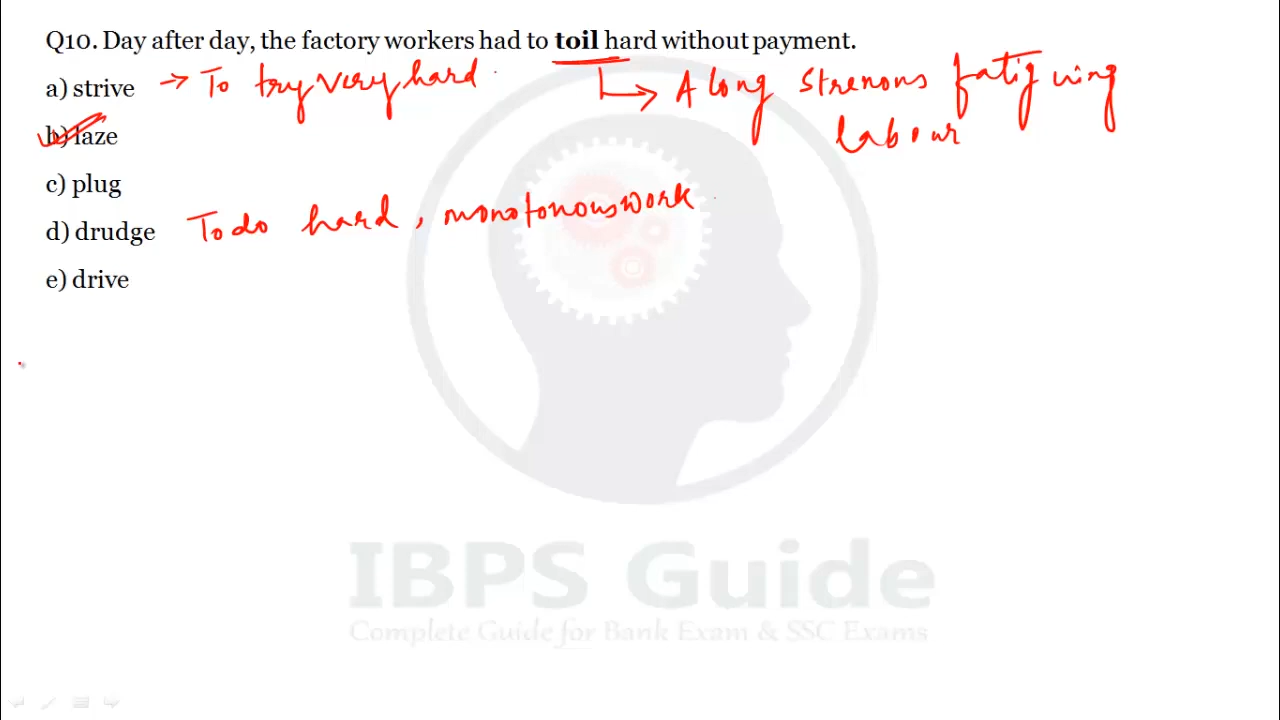 Q10. Day after day, the factory workers had to toil hard without payment.
a) strive → To try very hard
A long strenous fatiguing
labour
b) laze
c) plug
d) drudge To do hard, monotonous work
e) drive
IBPS Guide
Complete Guide for Bank Exam & SSC Exams